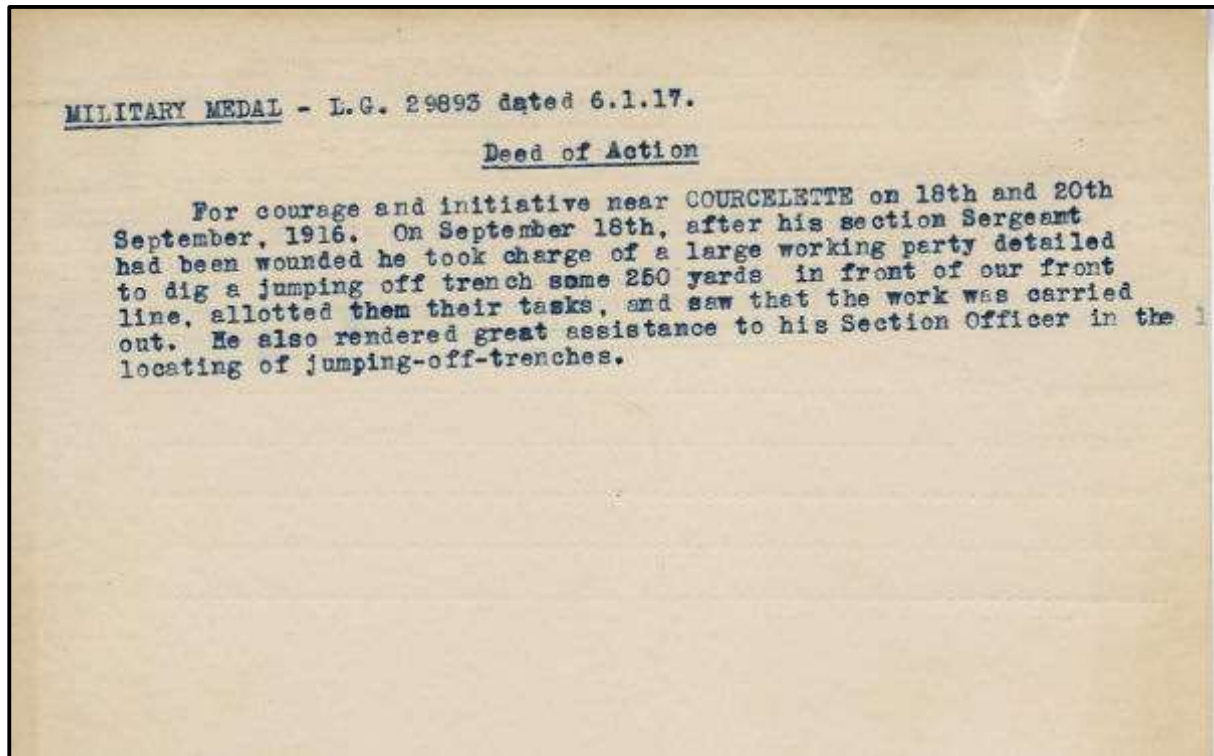 MILITARY MEDAL - L.G. 29893 dated 6.1.17.
Deed of Action
For courage and initiative near COURCELETTE on 18th and 20th
September, 1916. On September 18th, after his section Sergeamt
had been wounded he took charge of a large working party detailed
to dig a jumping off trench some 250 yards in front of our front
line, allotted them their tasks, and saw that the work was carried
out. He also rendered great assistance to his Section Officer in the l
locating of jumping-off-trenches.